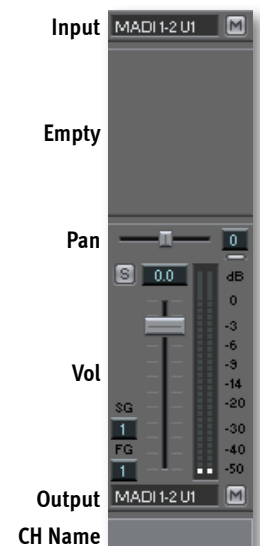 Input MADI 1-2 U1 M
Empty
Pan 0
S 0.0 dB
0
-3
-6
-9
Vol -14
SG -20
1 -30
FG -40
1 -50
Output MADI 1-2 U1 M
CH Name